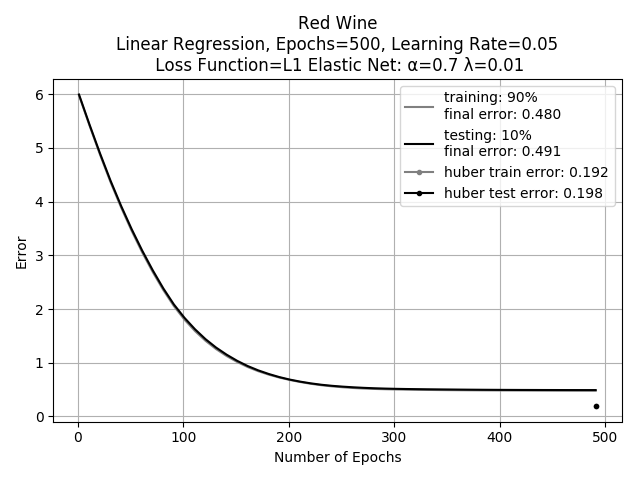 Red Wine
Linear Regression, Epochs=500, Learning Rate=0.05
Loss Function=L1 Elastic Net: α=0.7 λ=0.01
training: 90%
final error: 0.480
testing: 10%
final error: 0.491
huber train error: 0.192
huber test error: 0.198
Error
6
5
4
3
2
1
0
0 100 200 300 400 500
Number of Epochs